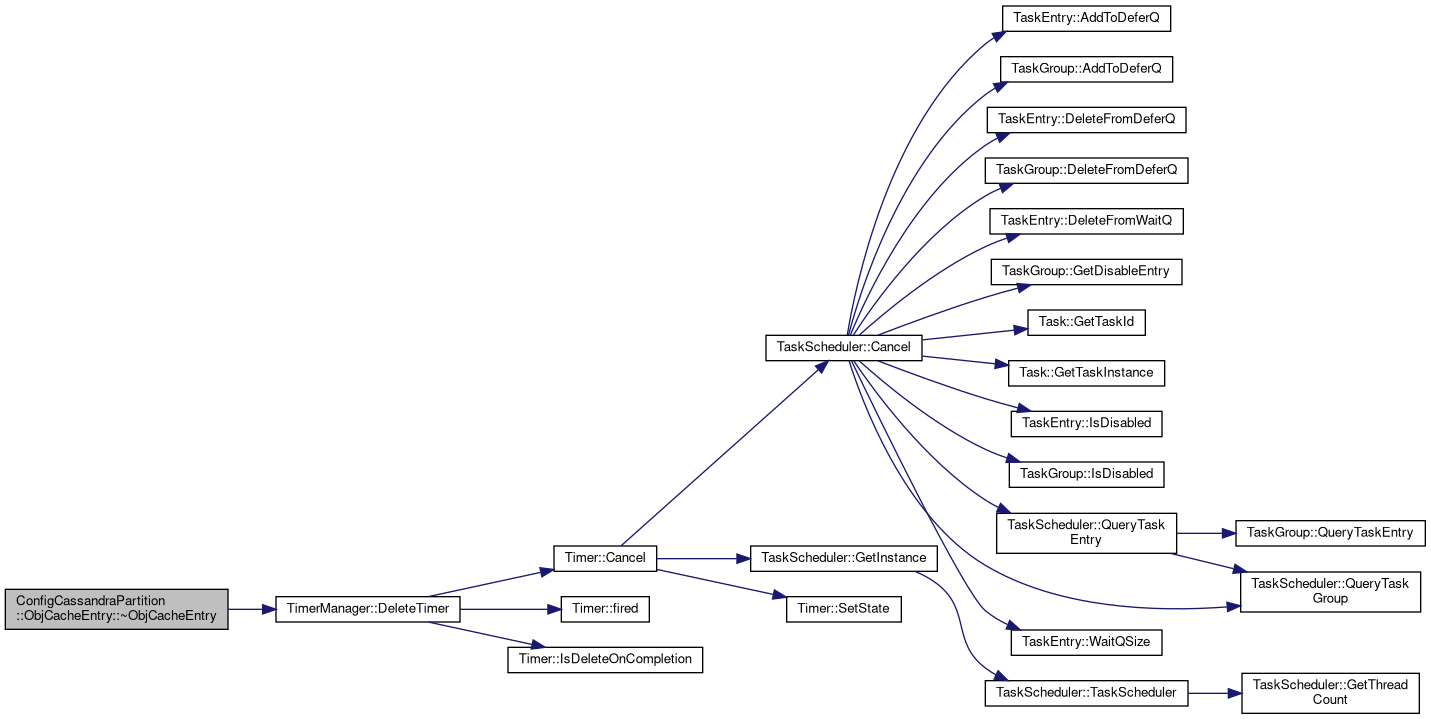 TaskEntry::AddToDeferQ
TaskGroup::AddToDeferQ
TaskEntry::DeleteFromDeferQ
TaskGroup::DeleteFromDeferQ
TaskEntry::DeleteFromWaitQ
TaskGroup::GetDisableEntry
Task::GetTaskId
TaskScheduler::Cancel
Task::GetTaskInstance
TaskEntry::IsDisabled
TaskGroup::IsDisabled
TaskScheduler::QueryTask
Entry
TaskGroup::QueryTaskEntry
Timer::Cancel
TaskScheduler::GetInstance
TaskScheduler::QueryTask
Group
ConfigCassandraPartition
::ObjCacheEntry::~ObjCacheEntry
TimerManager::DeleteTimer
Timer::fired
Timer::SetState
TaskEntry::WaitQSize
Timer::IsDeleteOnCompletion
TaskScheduler::TaskScheduler
TaskScheduler::GetThread
Count